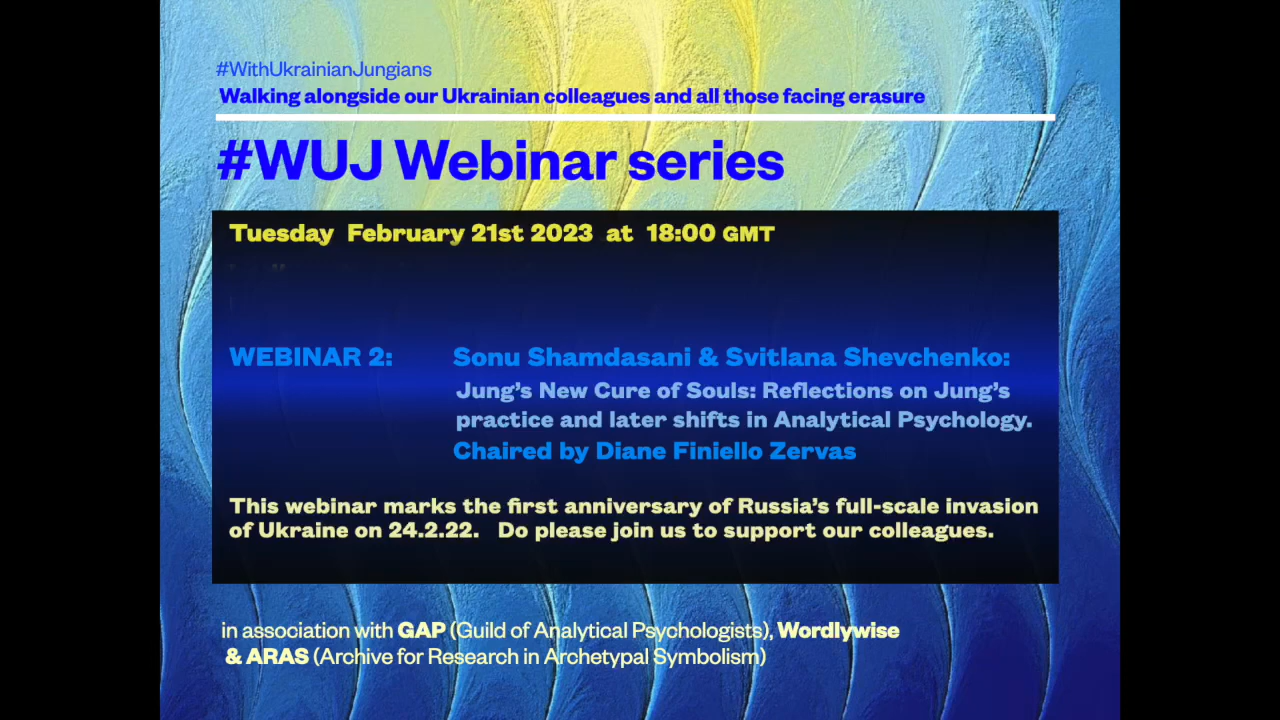 #WithUkrainianJungians
Walking alongside our Ukrainian colleagues and all those facing erasure
#WUJ Webinar series
Tuesday February 21st 2023 at 18:00 GMT
WEBINAR 2: Sonu Shamdasani & Svitlana Shevchenko:
Jung’s New Cure of Souls: Reflections on Jung’s
practice and later shifts in Analytical Psychology.
Chaired by Diane Finiello Zervas
This webinar marks the first anniversary of Russia’s full-scale invasion
of Ukraine on 24.2.22. Do please join us to support our colleagues.
in association with GAP (Guild of Analytical Psychologists), Wordlywise
& ARAS (Archive for Research in Archetypal Symbolism)